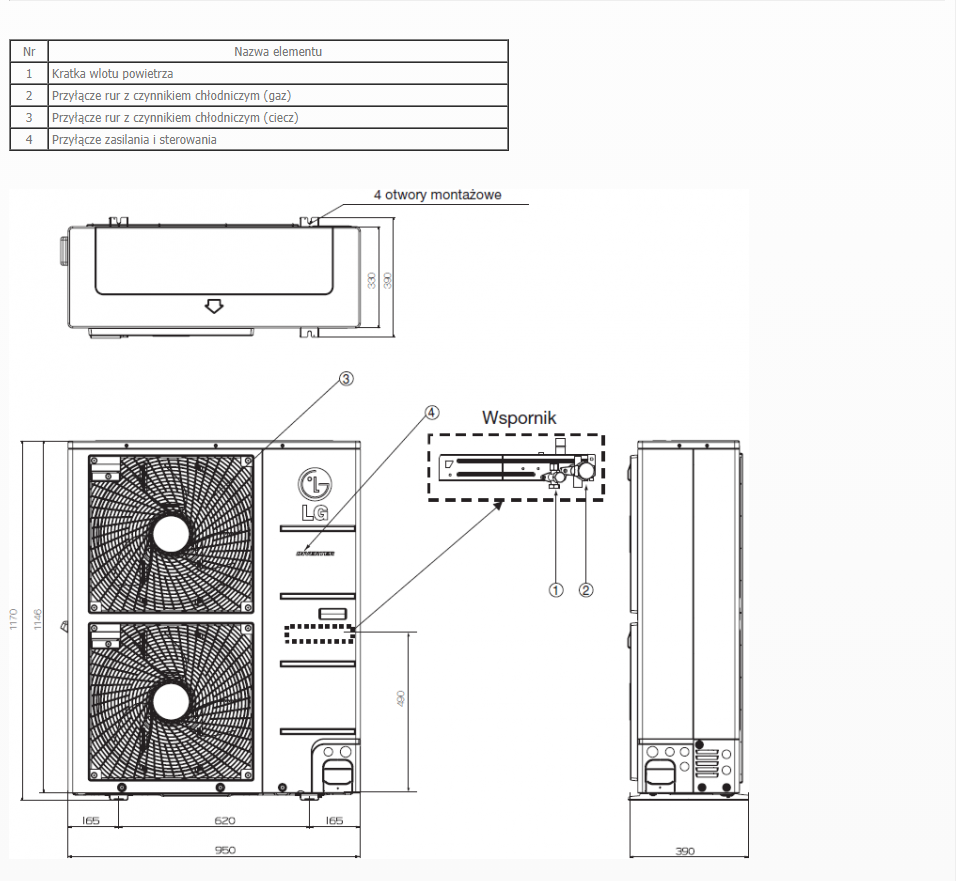 Nr Nazwa elementu
1 Kratka wlotu powietrza
2 Przyłącze rur z czynnikiem chłodniczym (gaz)
3 Przyłącze rur z czynnikiem chłodniczym (ciecz)
4 Przyłącze zasilania i sterowania
4 otwory montażowe
330
390
③
④
Wspornik
LG
INVERTER
① ②
1170
1146
490
165 620 165
950
390